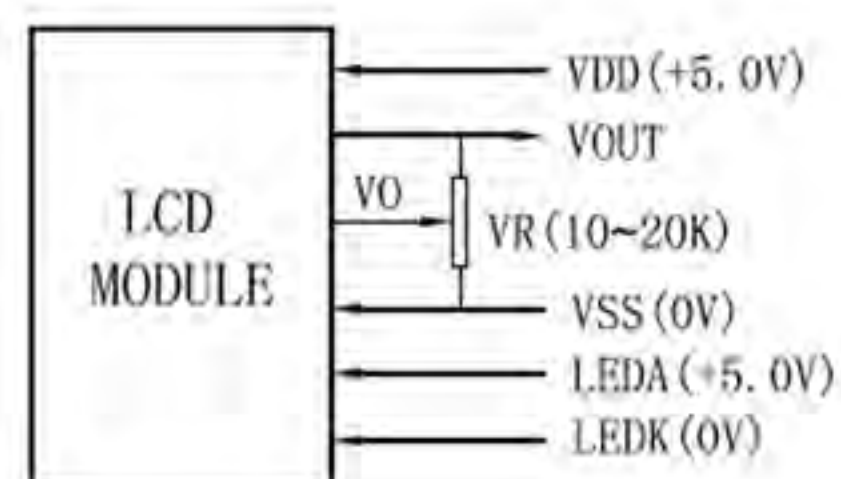 VDD(+5.0V)
VOUT
LCD
MODULE
VO
VR(10~20K)
VSS(0V)
LEDA(+5.0V)
LEDK(0V)